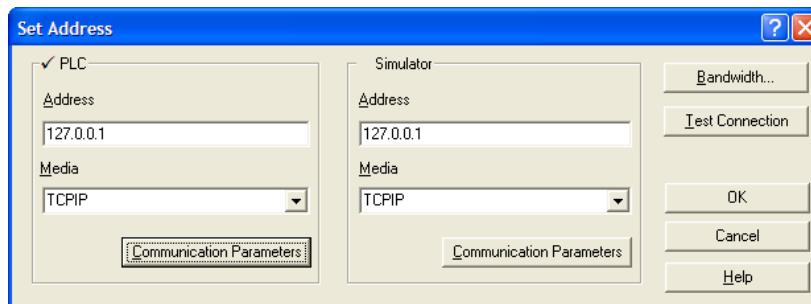 Set Address
PLC
Address
127.0.0.1
Media
TCPIP
Communication Parameters
Simulator
Address
127.0.0.1
Media
TCPIP
Communication Parameters
Bandwidth...
Test Connection
OK
Cancel
Help